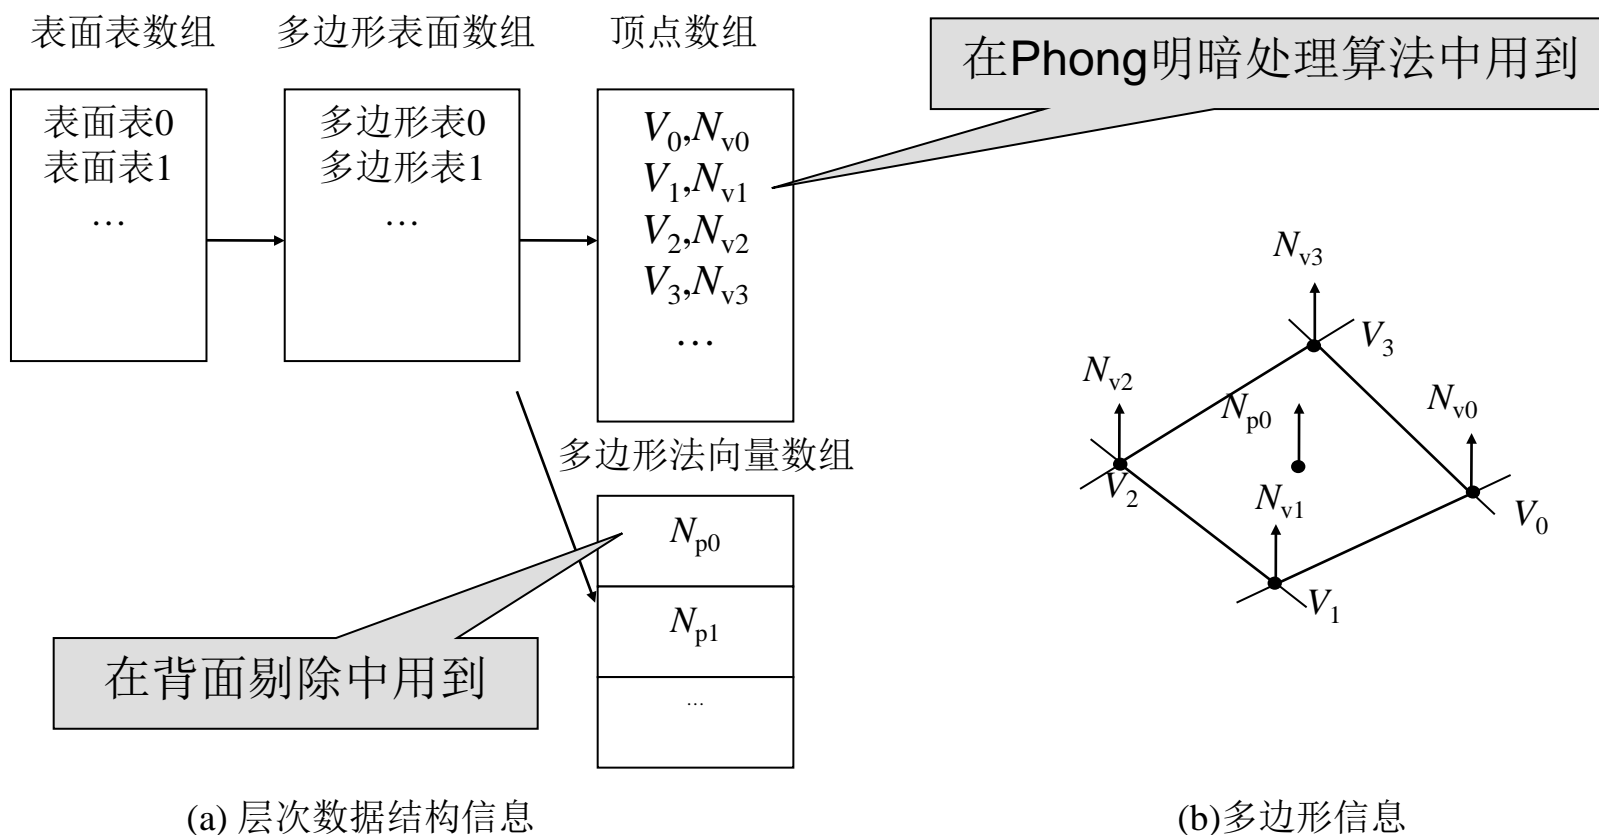 表面表数组
多边形表面数组
顶点数组
在Phong明暗处理算法中用到
表面表0
表面表1
…
多边形表0
多边形表1
…
V0,Nv0
V1,Nv1
V2,Nv2
V3,Nv3
…
多边形法向量数组
Np0
Np1
…
在背面剔除中用到
(a) 层次数据结构信息
Nv3
V3
Nv2
Np0
Nv0
V2
Nv1
V0
V1
(b)多边形信息